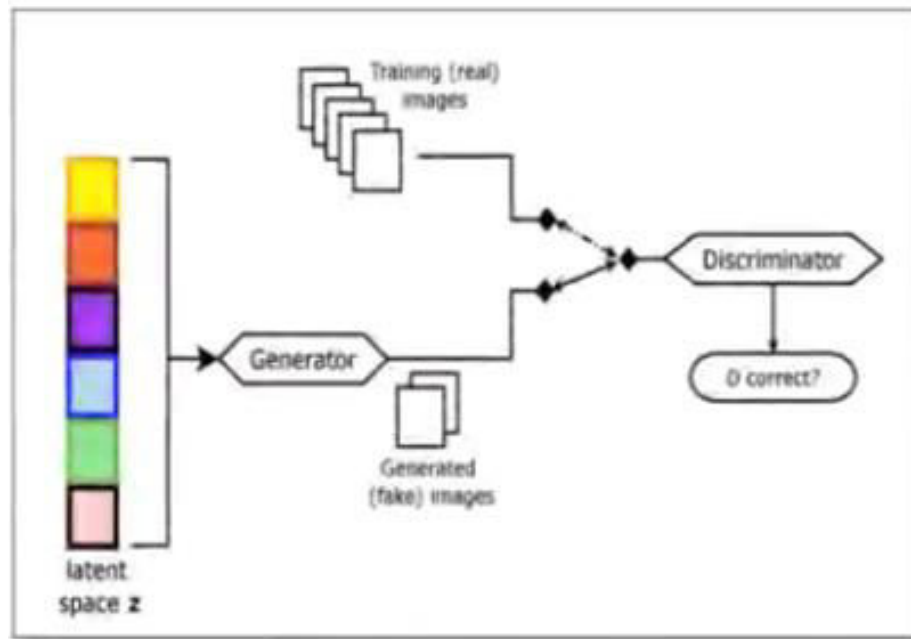 Training (real)
images
Discriminator
Generator
D correct?
Generated
(fake) images
latent
space z